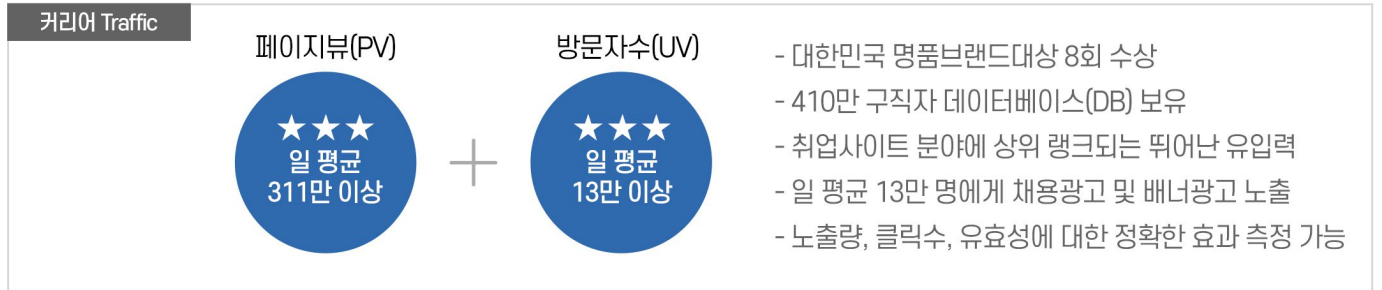 커리어 Traffic
페이지뷰(PV)
★★★
일 평균
311만 이상
+
방문자수(UV)
★★★
일 평균
13만 이상
- 대한민국 명품브랜드대상 8회 수상
- 410만 구직자 데이터베이스(DB) 보유
- 취업사이트 분야에 상위 랭크되는 뛰어난 유입력
- 일 평균 13만 명에게 채용광고 및 배너광고 노출
- 노출량, 클릭수, 유효성에 대한 정확한 효과 측정 가능